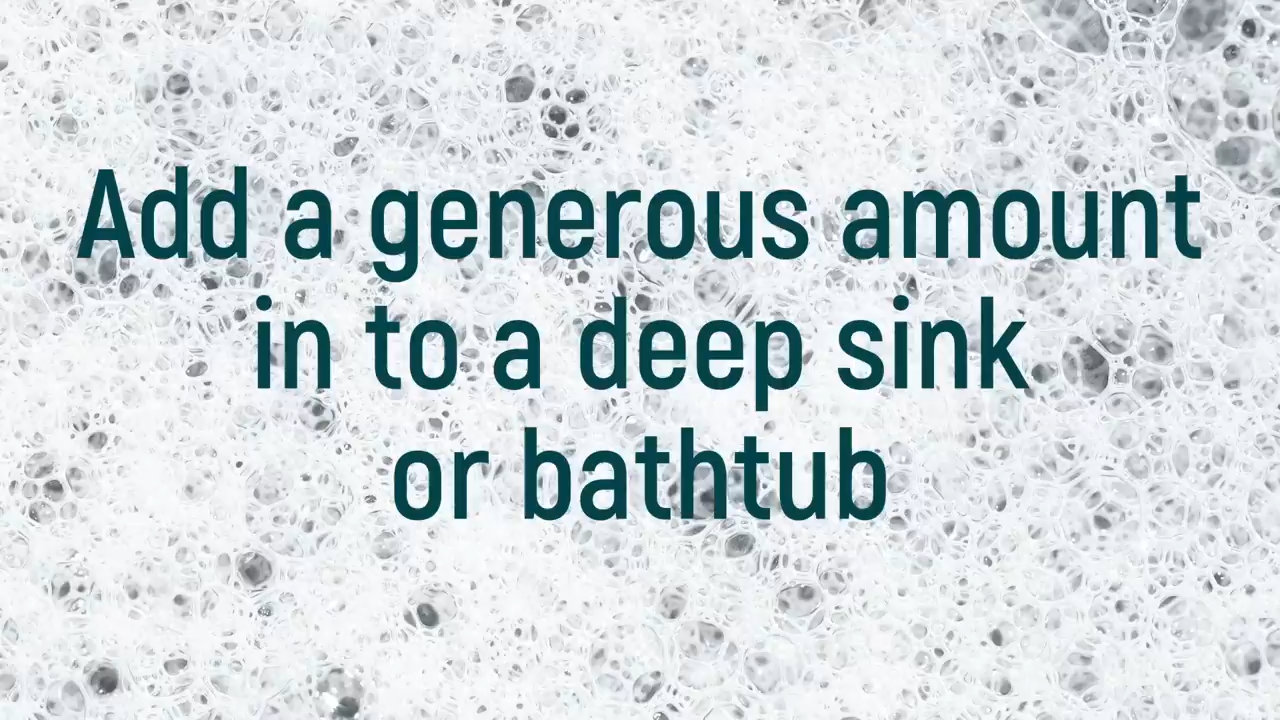 Add a generous amount
in to a deep sink
or bathtub